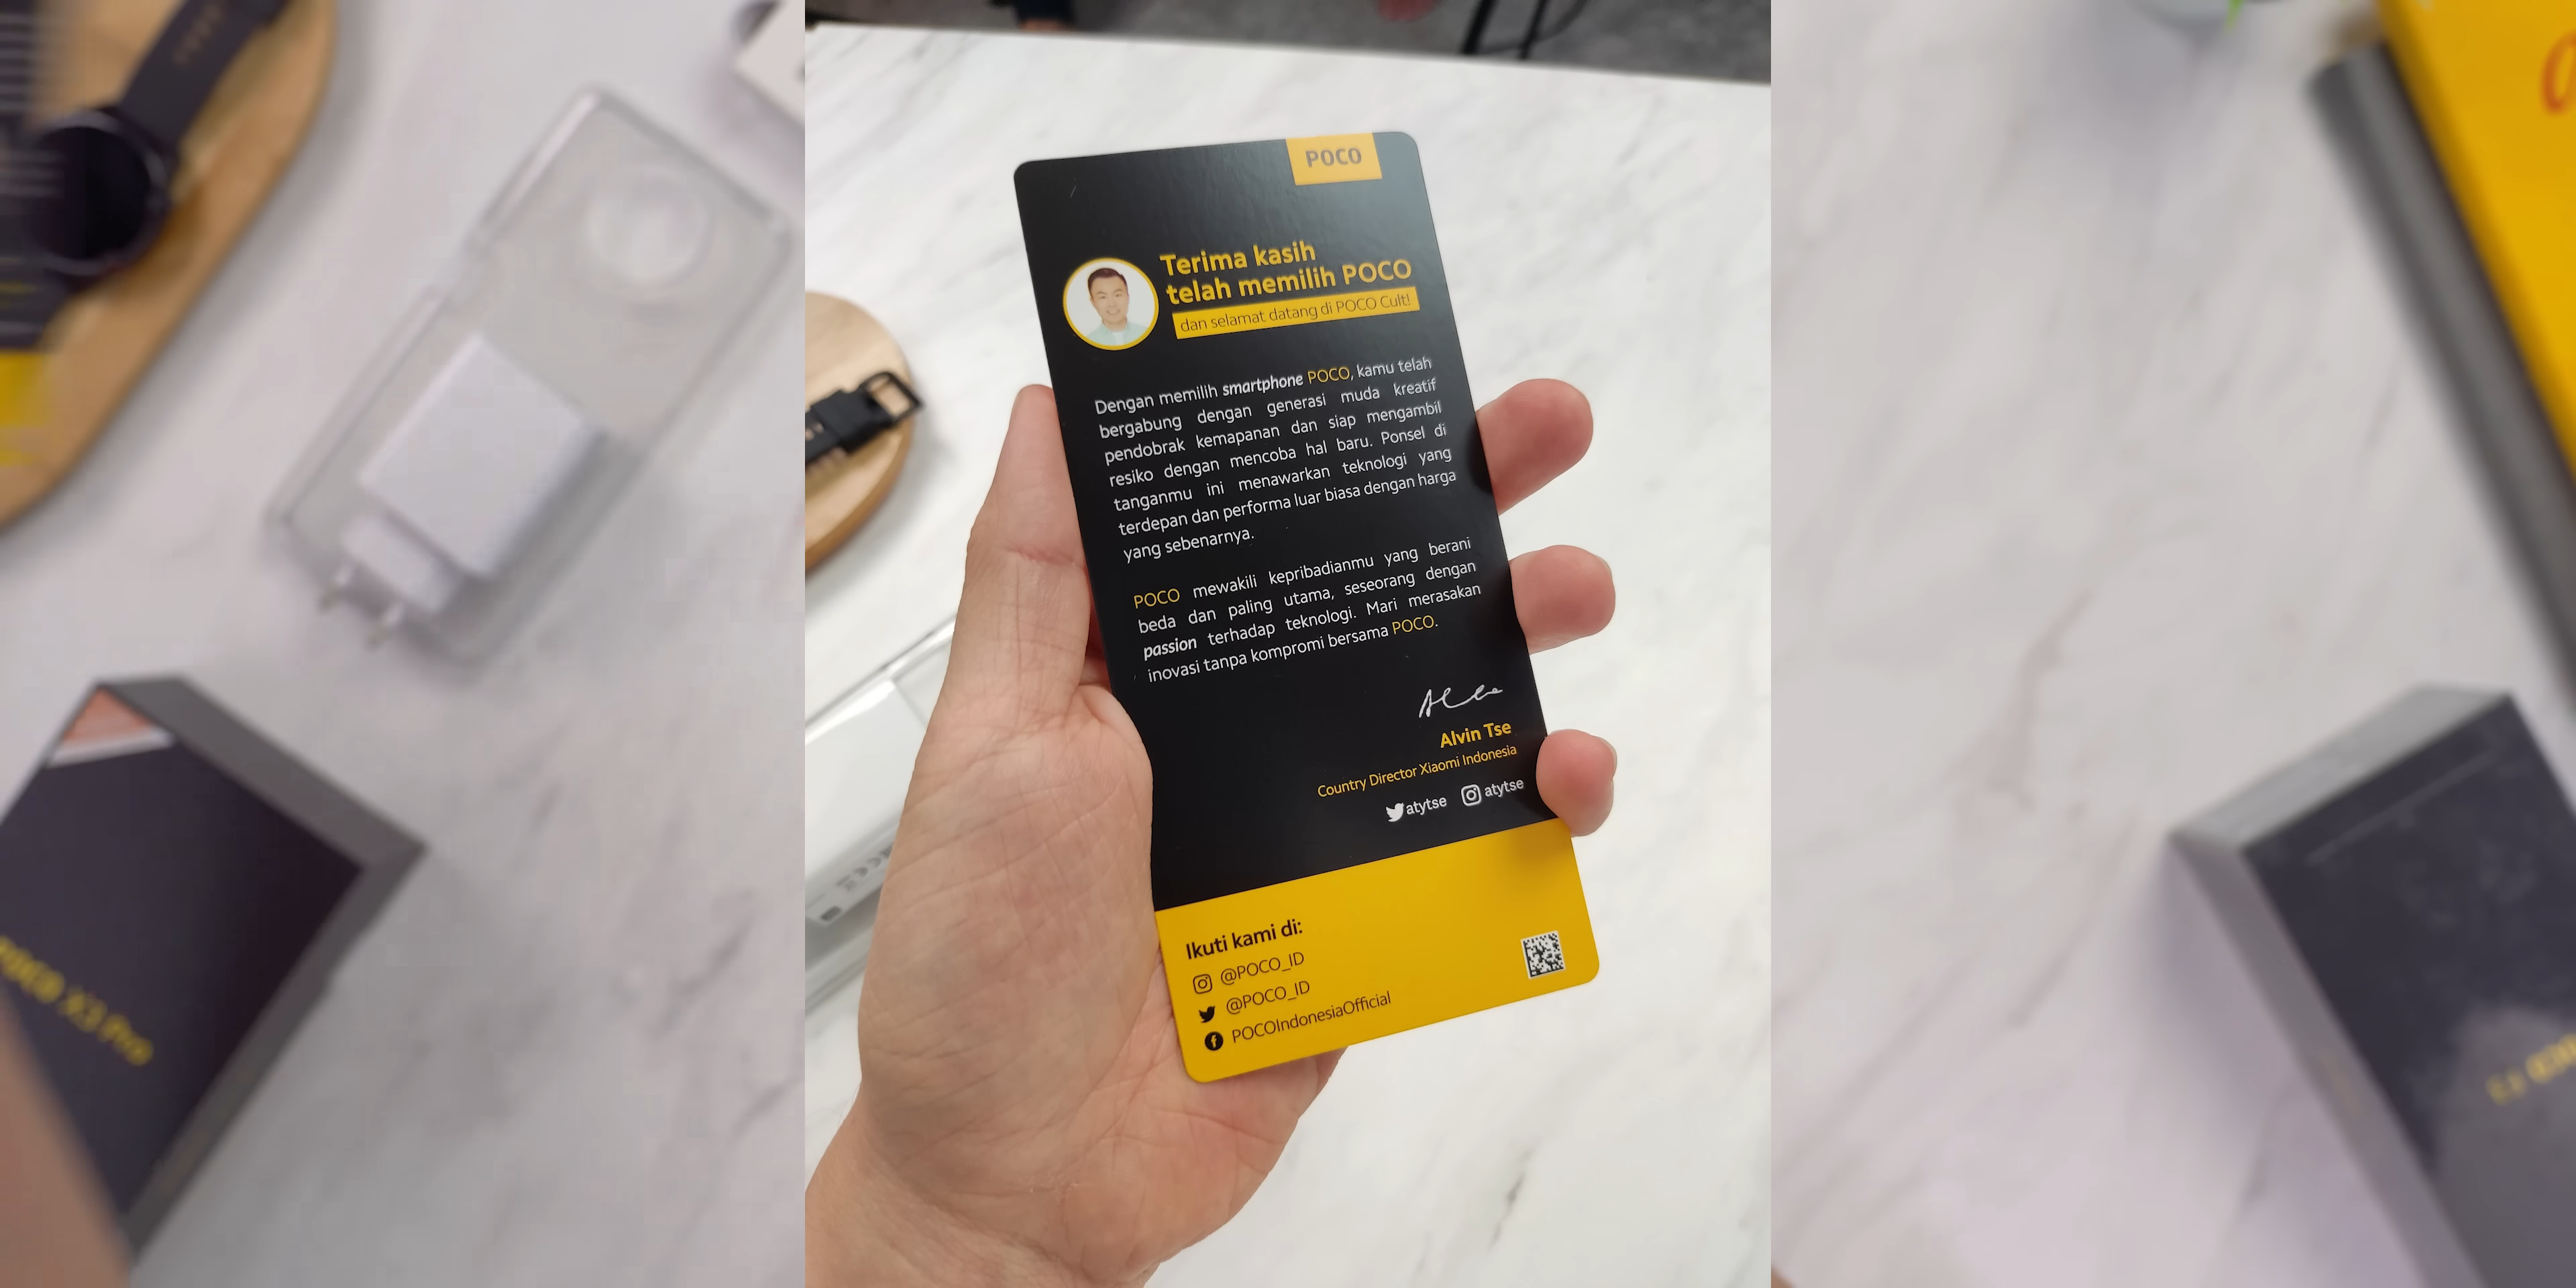 POCO
Terima kasih
telah memilih POCO
dan selamat datang di POCO Cult!
Dengan memilih smartphone POCO, kamu telah
bergabung dengan generasi muda kreatif
pendobrak kemapanan dan siap mengambil
resiko dengan mencoba hal baru. Ponsel di
tanganmu ini menawarkan teknologi yang
terdepan dan performa luar biasa dengan harga
yang sebenarnya.
POCO mewakili kepribadianmu yang berani
beda dan paling utama, seseorang dengan
passion terhadap teknologi. Mari merasakan
inovasi tanpa kompromi bersama POCO.
Alvin Tse
Country Director Xiaomi Indonesia
atytse atytse
Ikuti kami di:
@POCO_ID
@POCO_ID
POCOIndonesiaOfficial
POCO X3 Pro